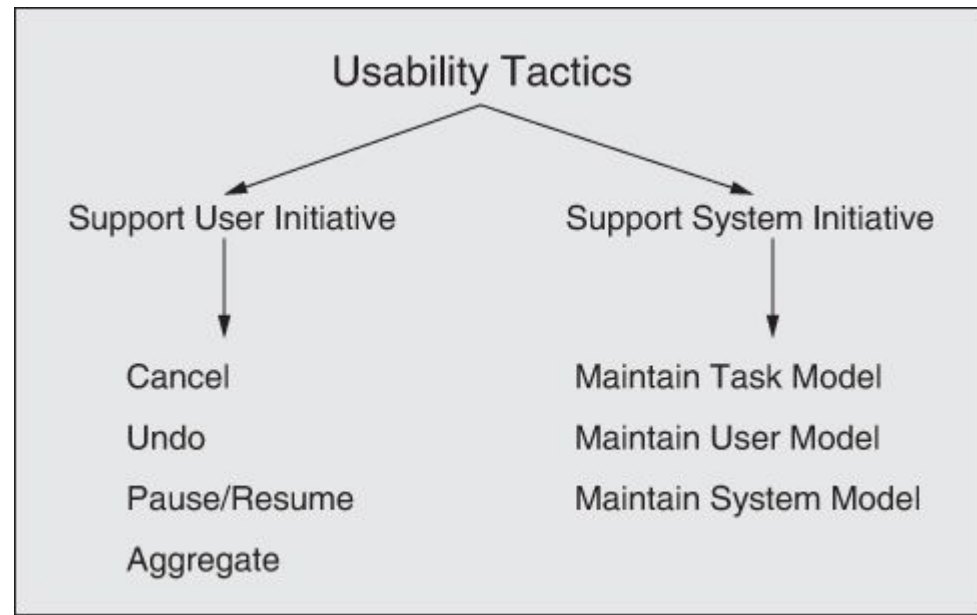 Usability Tactics
Support User Initiative
Support System Initiative
Cancel
Undo
Pause/Resume
Aggregate
Maintain Task Model
Maintain User Model
Maintain System Model